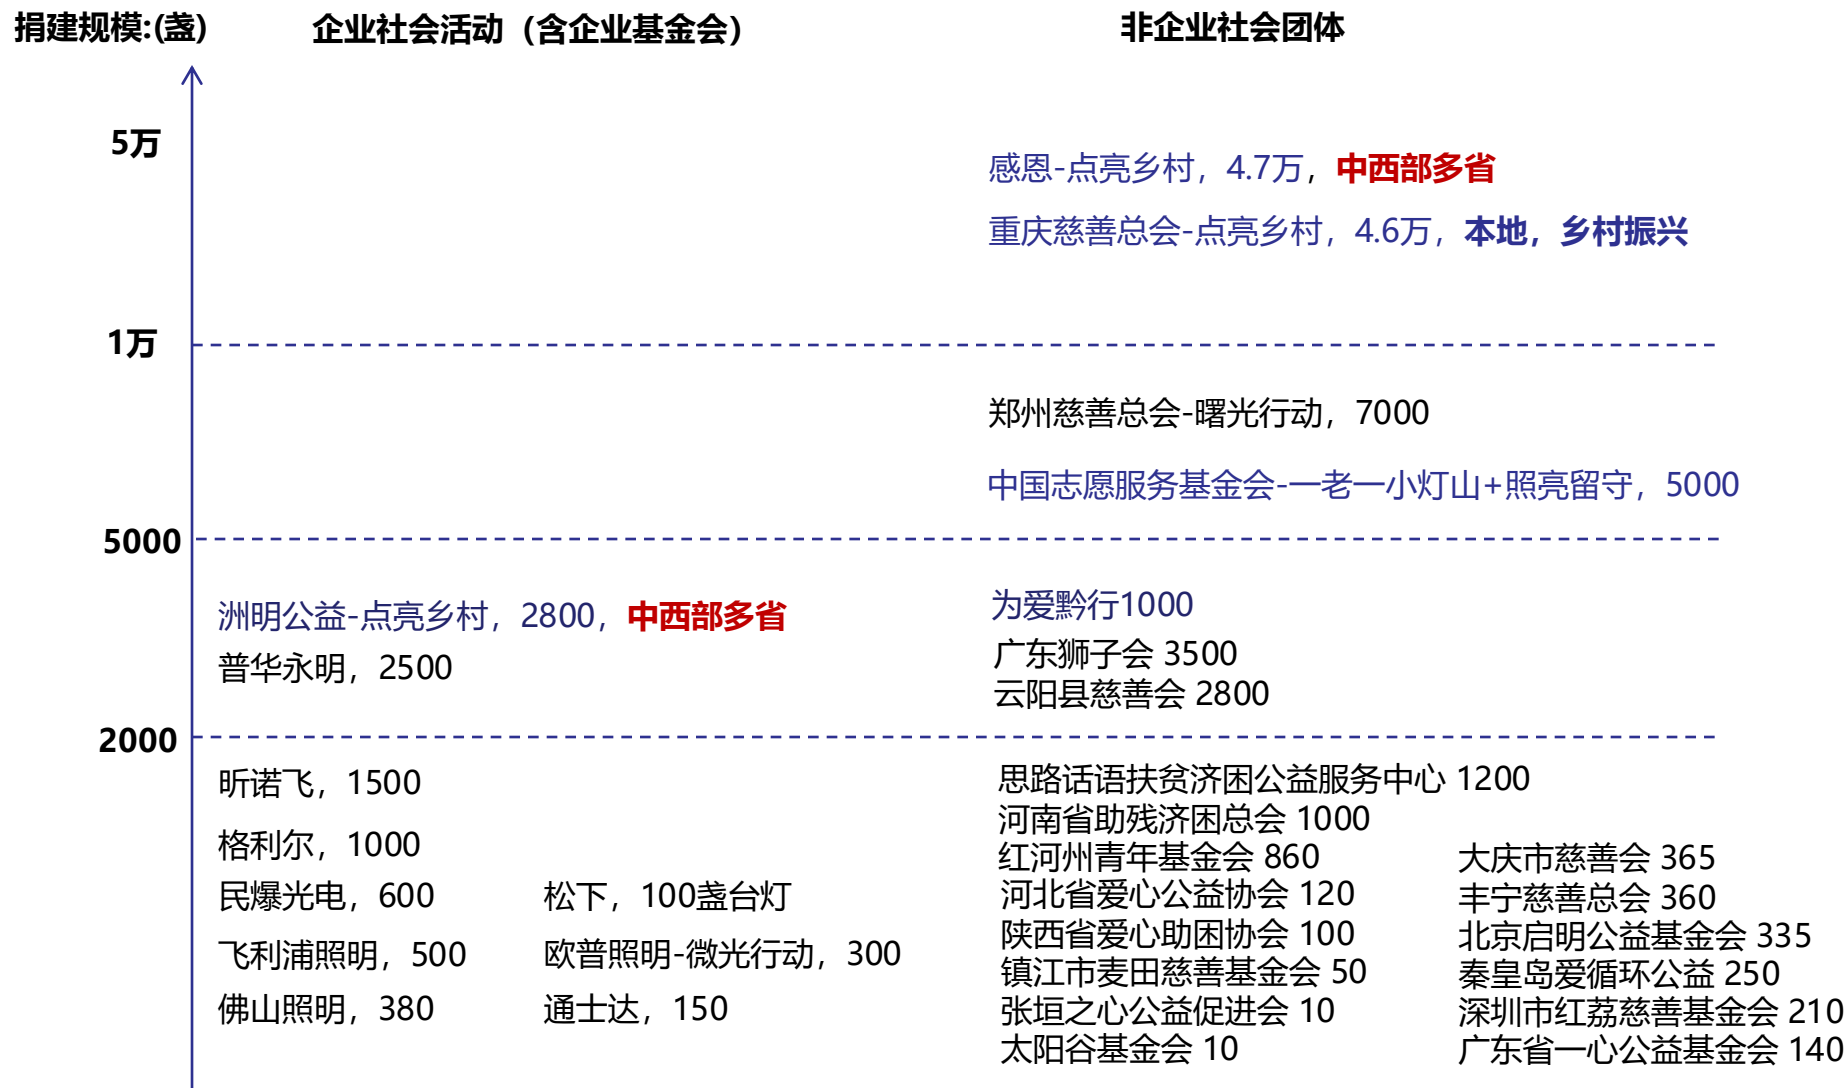 捐建规模:(盏)
企业社会活动（含企业基金会）
非企业社会团体
5万
感恩-点亮乡村，4.7万，中西部多省
重庆慈善总会-点亮乡村，4.6万，本地，乡村振兴
1万
郑州慈善总会-曙光行动，7000
中国志愿服务基金会-一老一小灯山+照亮留守，5000
5000
洲明公益-点亮乡村，2800，中西部多省
普华永明，2500
为爱黔行1000
广东狮子会 3500
云阳县慈善会 2800
2000
昕诺飞，1500
格利尔，1000
民爆光电，600
飞利浦照明，500
佛山照明，380
松下，100盏台灯
欧普照明-微光行动，300
通士达，150
思路话语扶贫济困公益服务中心 1200
河南省助残济困总会 1000
红河州青年基金会 860
河北省爱心公益协会 120
陕西省爱心助困协会 100
镇江市麦田慈善基金会 50
张垣之心公益促进会 10
太阳谷基金会 10
大庆市慈善会 365
丰宁慈善总会 360
北京启明公益基金会 335
秦皇岛爱循环公益 250
深圳市红荔慈善基金会 210
广东省一心公益基金会 140